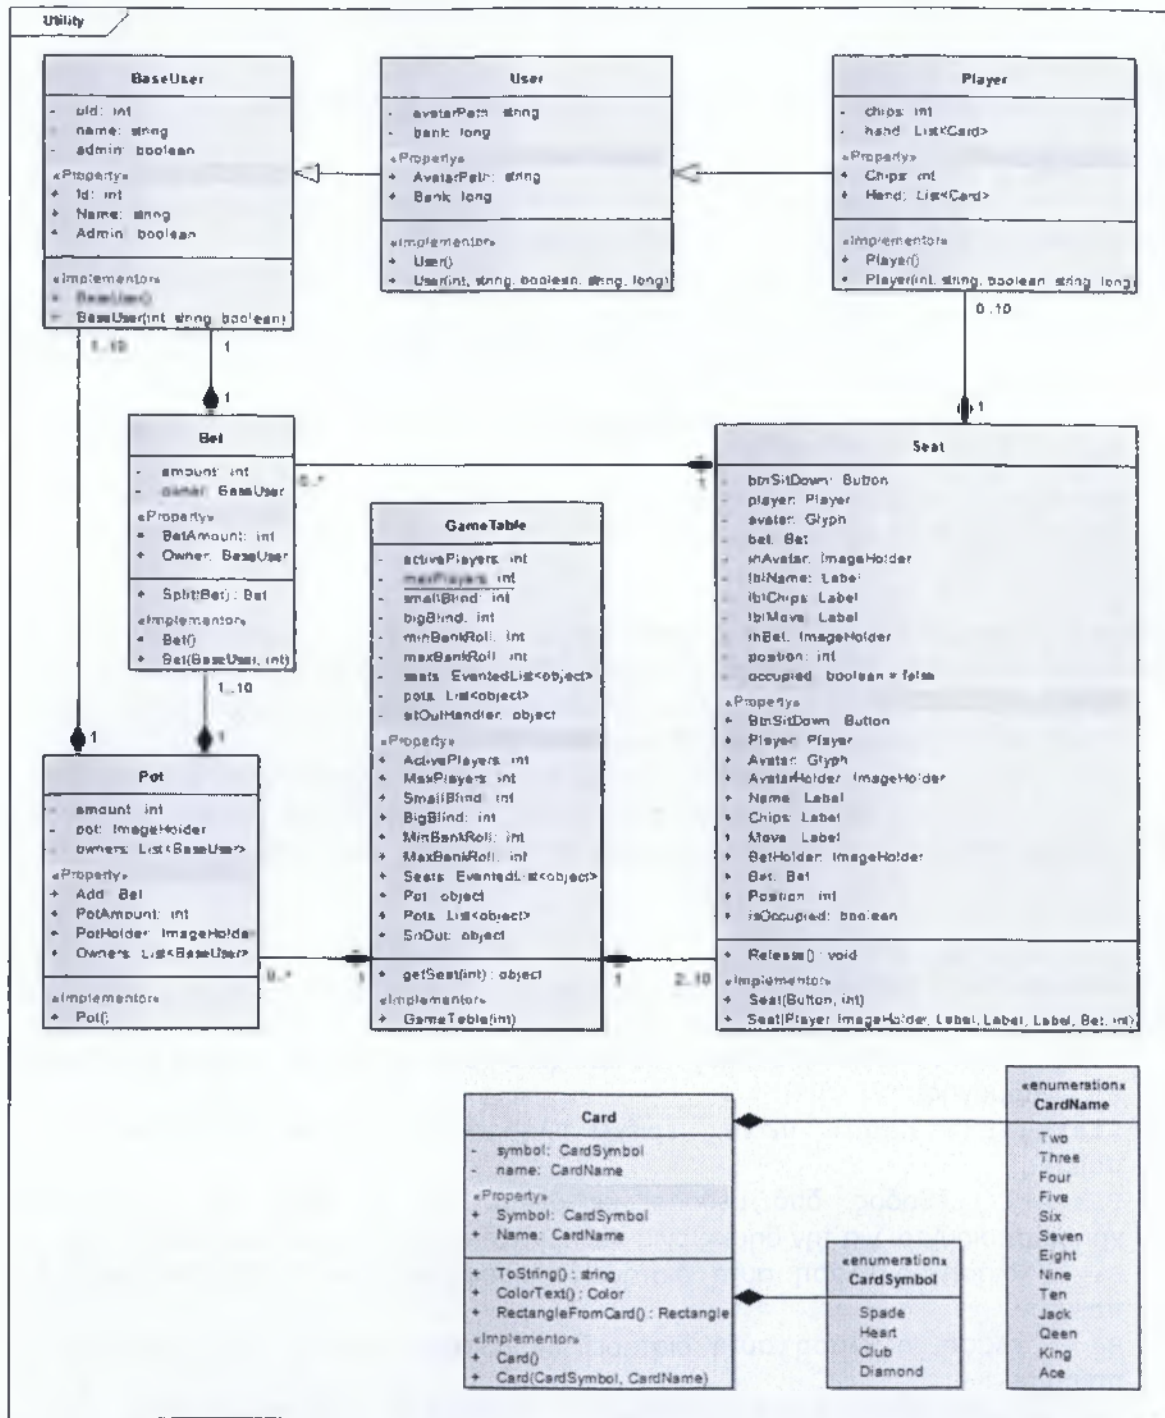 Utility
BaseUser
- uId: int
- name: string
- admin: boolean
«Property»
+ Id: int
+ Name: string
+ Admin: boolean
«Implementor»
+ BaseUser()
+ BaseUser(int, string, boolean)
User
- avatarPath: string
- bank: long
«Property»
+ AvatarPath: string
+ Bank: long
«Implementor»
+ User()
+ User(int, string, boolean, string, long)
Player
- chips: int
- hand: List<Card>
«Property»
+ Chips: int
+ Hand: List<Card>
«Implementor»
+ Player()
+ Player(int, string, boolean, string, long)
1..10
1
0..10
1
1
Bet
- amount: int
- owner: BaseUser
«Property»
+ BetAmount: int
+ Owner: BaseUser
+ Split(Bet): Bet
«Implementor»
+ Bet()
+ Bet(BaseUser, int)
0..*
1
1..10
1
1
GameTable
- activePlayers: int
- maxPlayers: int
- smallBlind: int
- bigBlind: int
- minBankRoll: int
- maxBankRoll: int
- seats: EventedList<object>
- pots: List<object>
- sitOutHandler: object
«Property»
+ ActivePlayers: int
+ MaxPlayers: int
+ SmallBlind: int
+ BigBlind: int
+ MinBankRoll: int
+ MaxBankRoll: int
+ Seats: EventedList<object>
+ Pot: object
+ Pots: List<object>
+ SitOut: object
+ getSeat(int): object
«Implementor»
+ GameTable(int)
Seat
- btnSitDown: Button
- player: Player
- avatar: Glyph
- bet: Bet
- ihAvatar: ImageHolder
- lblName: Label
- lblChips: Label
- lblMove: Label
- ihBet: ImageHolder
- position: int
- occupied: boolean = false
«Property»
+ BtnSitDown: Button
+ Player: Player
+ Avatar: Glyph
+ AvatarHolder: ImageHolder
+ Name: Label
+ Chips: Label
+ Move: Label
+ BetHolder: ImageHolder
+ Bet: Bet
+ Position: int
+ isOccupied: boolean
+ Release(): void
«Implementor»
+ Seat(Button, int)
+ Seat(Player, ImageHolder, Label, Label, Label, Bet, int)
Pot
- amount: int
- pot: ImageHolder
- owners: List<BaseUser>
«Property»
+ Add: Bet
+ PotAmount: int
+ PotHolder: ImageHolde
+ Owners: List<BaseUser>
«Implementor»
+ Pot()
0..*
1
1
2..10
Card
- symbol: CardSymbol
- name: CardName
«Property»
+ Symbol: CardSymbol
+ Name: CardName
+ ToString(): string
+ ColorText(): Color
+ RectangleFromCard(): Rectangle
«Implementor»
+ Card()
+ Card(CardSymbol, CardName)
«enumeration»
CardSymbol
Spade
Heart
Club
Diamond
«enumeration»
CardName
Two
Three
Four
Five
Six
Seven
Eight
Nine
Ten
Jack
Qeen
King
Ace